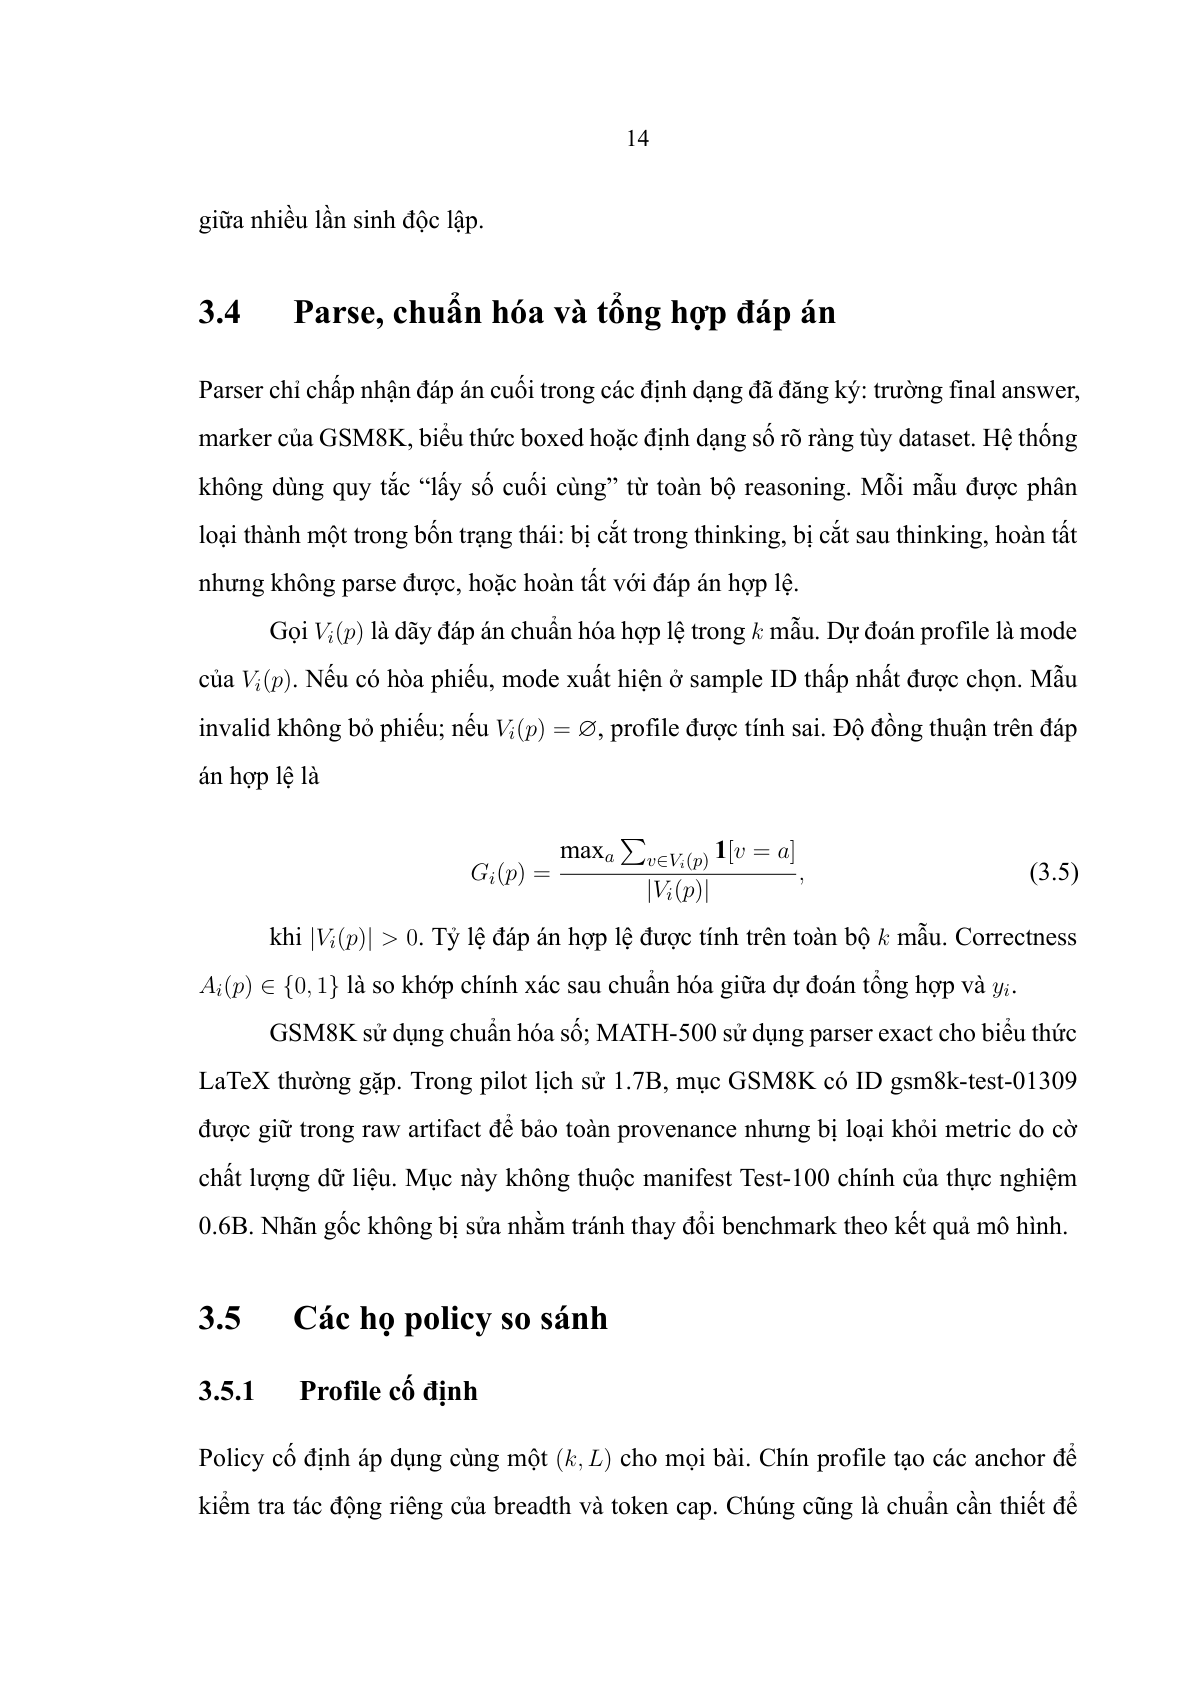 14
giữa nhiều lần sinh độc lập.
3.4 Parse, chuẩn hóa và tổng hợp đáp án
Parser chỉ chấp nhận đáp án cuối trong các định dạng đã đăng ký: trường final answer,
marker của GSM8K, biểu thức boxed hoặc định dạng số rõ ràng tùy dataset. Hệ thống
không dùng quy tắc “lấy số cuối cùng” từ toàn bộ reasoning. Mỗi mẫu được phân
loại thành một trong bốn trạng thái: bị cắt trong thinking, bị cắt sau thinking, hoàn tất
nhưng không parse được, hoặc hoàn tất với đáp án hợp lệ.
Gọi V_i(p) là dãy đáp án chuẩn hóa hợp lệ trong k mẫu. Dự đoán profile là mode
của V_i(p). Nếu có hòa phiếu, mode xuất hiện ở sample ID thấp nhất được chọn. Mẫu
invalid không bỏ phiếu; nếu V_i(p) = ∅, profile được tính sai. Độ đồng thuận trên đáp
án hợp lệ là
G_i(p) = \frac{max_a ∑_{v∈V_i(p)} 1[v = a]}{|V_i(p)|}, (3.5)
khi |V_i(p)| > 0. Tỷ lệ đáp án hợp lệ được tính trên toàn bộ k mẫu. Correctness
A_i(p) ∈ {0, 1} là so khớp chính xác sau chuẩn hóa giữa dự đoán tổng hợp và y_i.
GSM8K sử dụng chuẩn hóa số; MATH-500 sử dụng parser exact cho biểu thức
LaTeX thường gặp. Trong pilot lịch sử 1.7B, mục GSM8K có ID gsm8k-test-01309
được giữ trong raw artifact để bảo toàn provenance nhưng bị loại khỏi metric do cờ
chất lượng dữ liệu. Mục này không thuộc manifest Test-100 chính của thực nghiệm
0.6B. Nhãn gốc không bị sửa nhằm tránh thay đổi benchmark theo kết quả mô hình.
3.5 Các họ policy so sánh
3.5.1 Profile cố định
Policy cố định áp dụng cùng một (k, L) cho mọi bài. Chín profile tạo các anchor để
kiểm tra tác động riêng của breadth và token cap. Chúng cũng là chuẩn cần thiết để